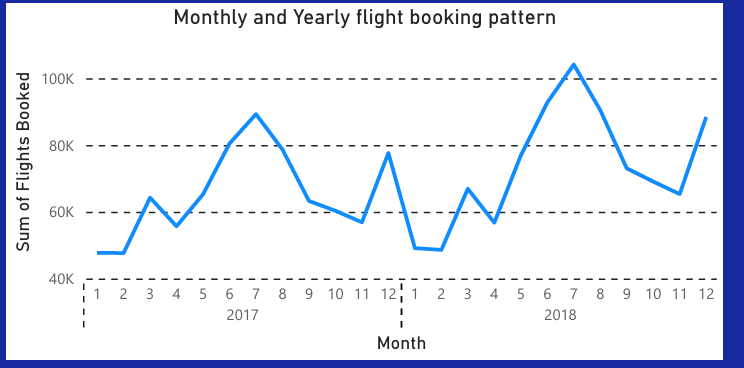 Monthly and Yearly flight booking pattern
Sum of Flights Booked
100K
80K
60K
40K
1 2 3 4 5 6 7 8 9 10 11 12 1 2 3 4 5 6 7 8 9 10 11 12
2017 2018
Month